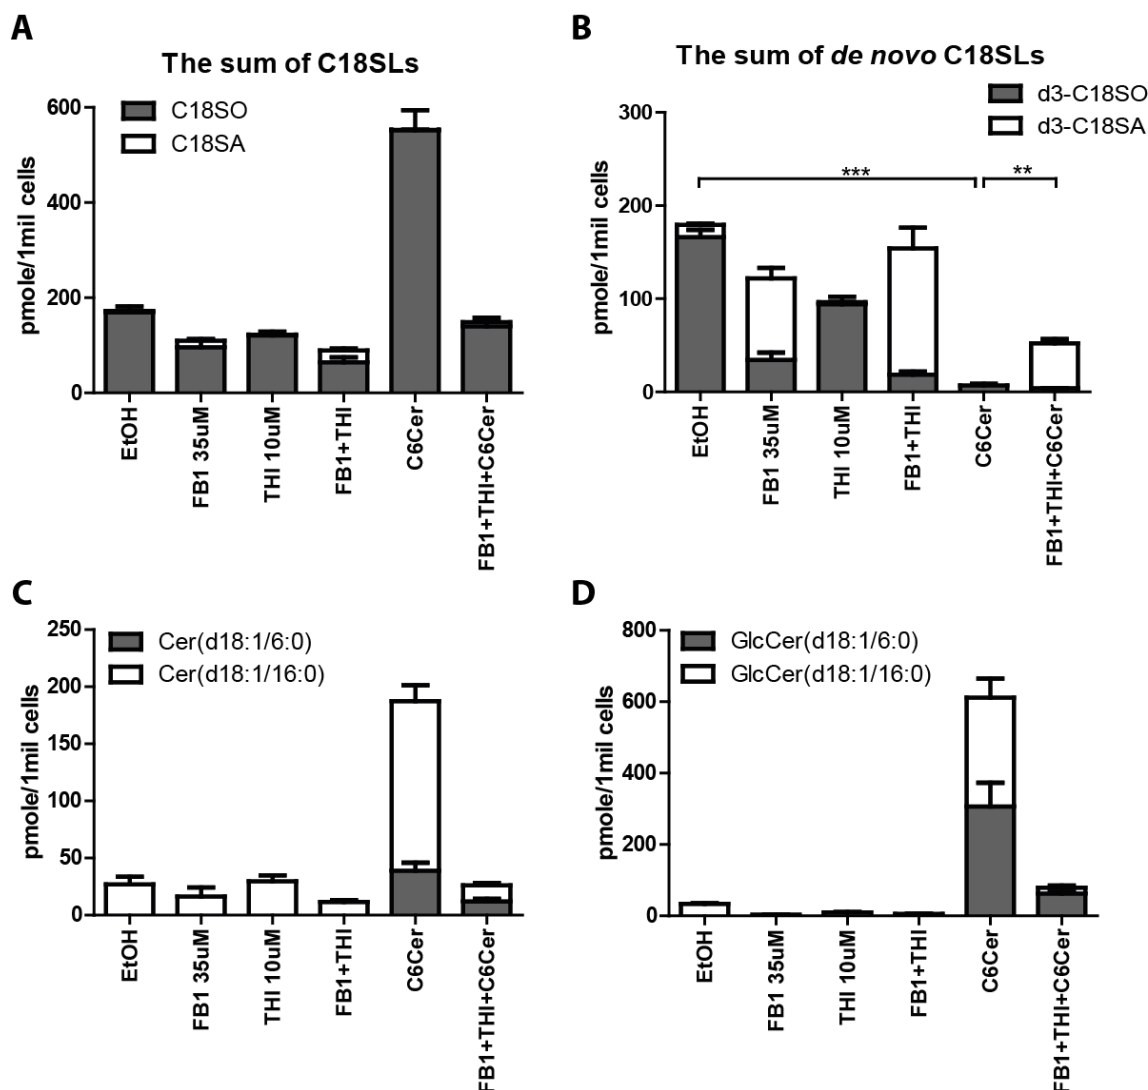 A
The sum of C18SLs
pmole/1mil cells
600
400
200
0
C18SO
C18SA
EtOH
FB1 35uM
THI 10uM
FB1+THI
C6Cer
FB1+THI+C6Cer
B
The sum of de novo C18SLs
pmole/1mil cells
300
200
100
0
d3-C18SO
d3-C18SA
***
**
EtOH
FB1 35uM
THI 10uM
FB1+THI
C6Cer
FB1+THI+C6Cer
C
pmole/1mil cells
250
200
150
100
50
0
Cer(d18:1/6:0)
Cer(d18:1/16:0)
EtOH
FB1 35uM
THI 10uM
FB1+THI
C6Cer
FB1+THI+C6Cer
D
pmole/1mil cells
800
600
400
200
0
GlcCer(d18:1/6:0)
GlcCer(d18:1/16:0)
EtOH
FB1 35uM
THI 10uM
FB1+THI
C6Cer
FB1+THI+C6Cer